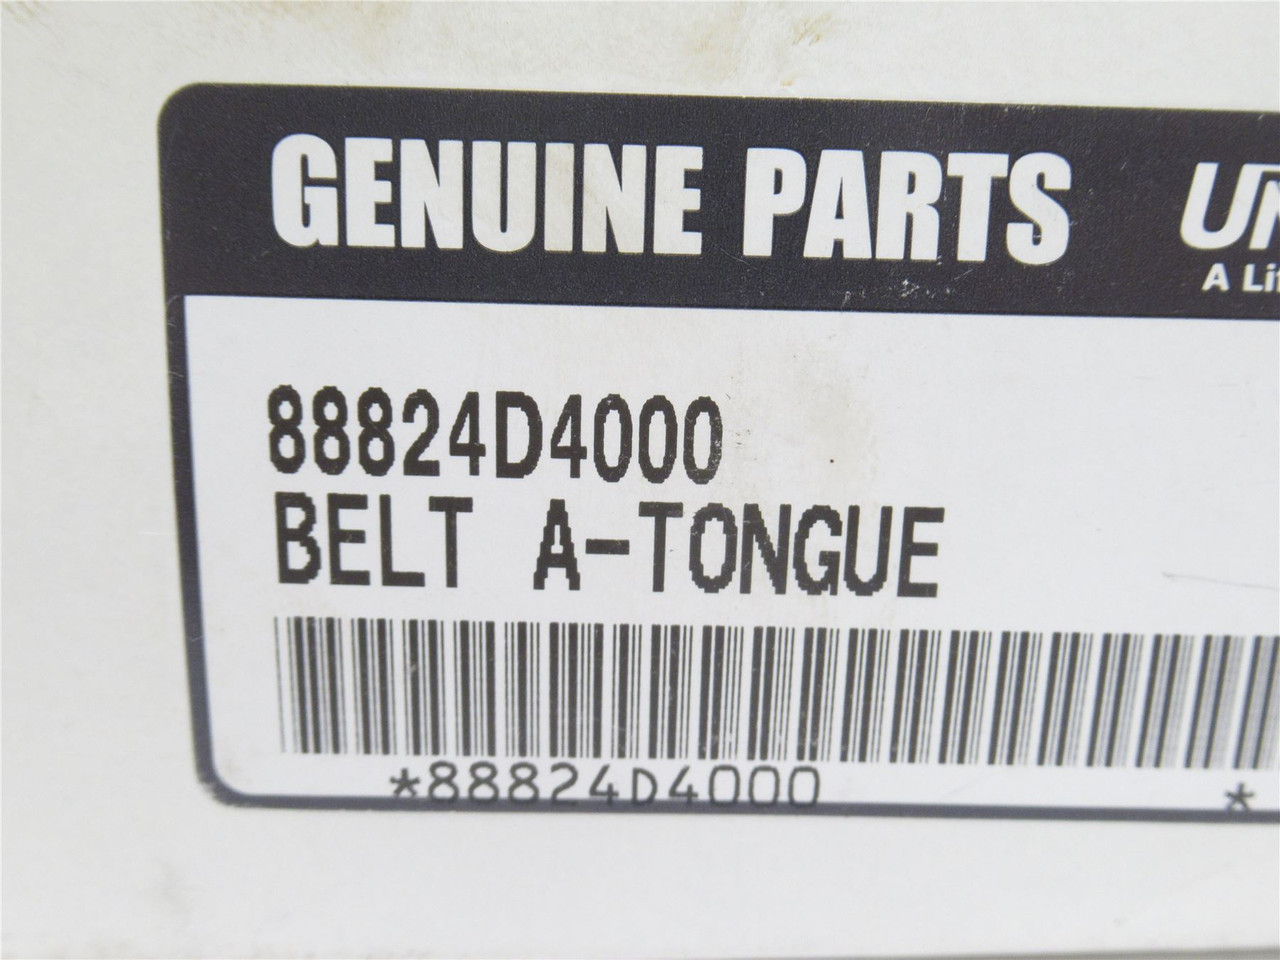 GENUINE PARTS
88824D4000
BELT A-TONGUE
*88824D4000 *